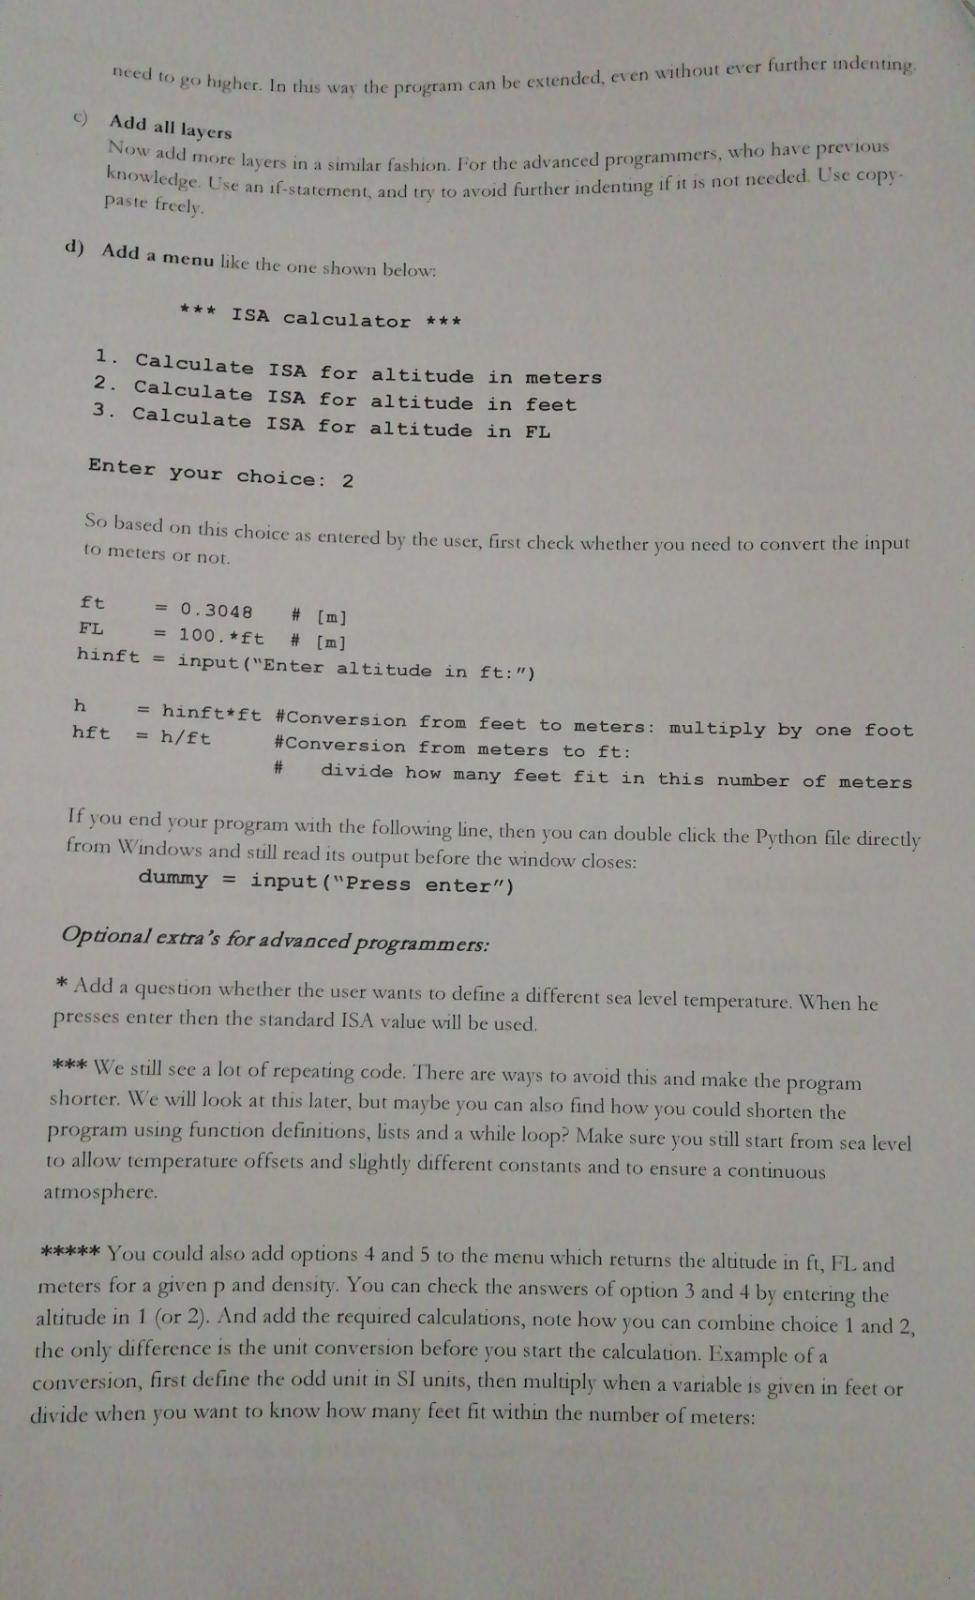 need to go higher. In this way the program can be extended, even without ever further indenting.
c) Add all layers
Now add more layers in a similar fashion. For the advanced programmers, who have previous
knowledge. Use an if-statement, and try to avoid further indenting if it is not needed. Use copy-
paste freely.
d) Add a menu like the one shown below:
*** ISA calculator ***
1. Calculate ISA for altitude in meters
2. Calculate ISA for altitude in feet
3. Calculate ISA for altitude in FL
Enter your choice: 2
So based on this choice as entered by the user, first check whether you need to convert the input
to meters or not.
ft = 0.3048 # [m]
FL = 100.*ft # [m]
hinft = input(“Enter altitude in ft:”)
h = hinft*ft #Conversion from feet to meters: multiply by one foot
hft = h/ft #Conversion from meters to ft:
# divide how many feet fit in this number of meters
If you end your program with the following line, then you can double click the Python file directly
from Windows and still read its output before the window closes:
dummy = input(“Press enter”)
Optional extra’s for advanced programmers:
* Add a question whether the user wants to define a different sea level temperature. When he
presses enter then the standard ISA value will be used.
*** We still see a lot of repeating code. There are ways to avoid this and make the program
shorter. We will look at this later, but maybe you can also find how you could shorten the
program using function definitions, lists and a while loop? Make sure you still start from sea level
to allow temperature offsets and slightly different constants and to ensure a continuous
atmosphere.
***** You could also add options 4 and 5 to the menu which returns the altitude in ft, FL and
meters for a given p and density. You can check the answers of option 3 and 4 by entering the
altitude in 1 (or 2). And add the required calculations, note how you can combine choice 1 and 2,
the only difference is the unit conversion before you start the calculation. Example of a
conversion, first define the odd unit in SI units, then multiply when a variable is given in feet or
divide when you want to know how many feet fit within the number of meters: